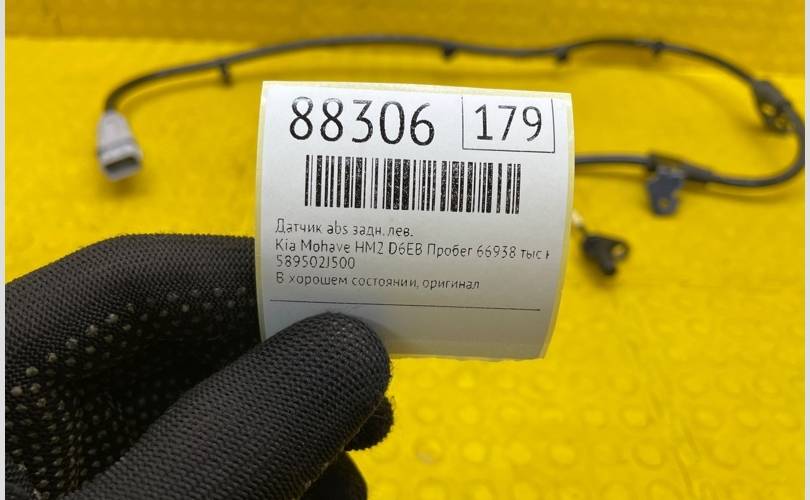 88306 179
Датчик abs задн. лев.
Kia Mohave HM2 D6EB Пробег 66938 тыс к
589502J500
В хорошем состоянии, оригинал